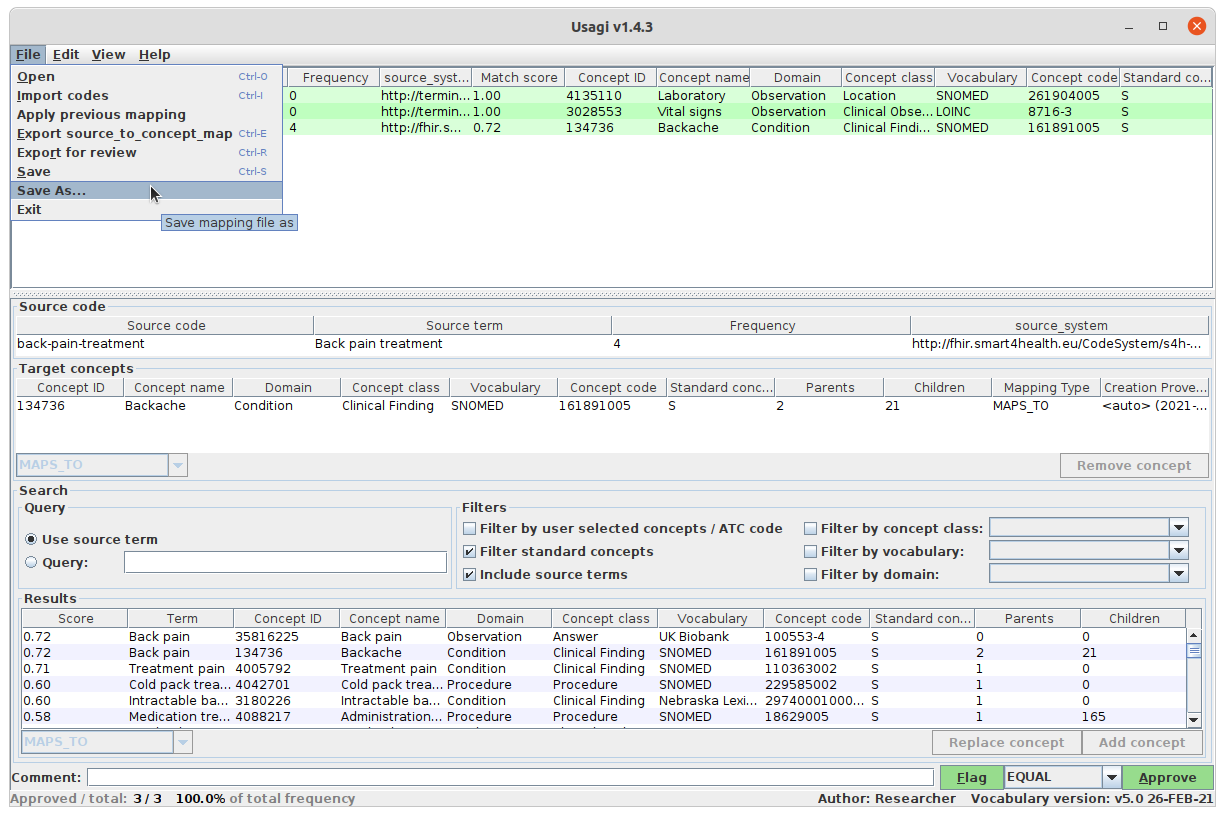 Usagi v1.4.3
File Edit View Help
Open Ctrl-O
Import codes Ctrl-I
Apply previous mapping
Export source_to_concept_map Ctrl-E
Export for review Ctrl-R
Save Ctrl-S
Save As...
Exit
Save mapping file as
Frequency source_syst... Match score Concept ID Concept name Domain Concept class Vocabulary Concept code Standard co...
0 http://termin... 1.00 4135110 Laboratory Observation Location SNOMED 261904005 S
0 http://termin... 1.00 3028553 Vital signs Observation Clinical Obse... LOINC 8716-3 S
4 http://fhir.s... 0.72 134736 Backache Condition Clinical Findi... SNOMED 161891005 S
Source code
Source code Source term Frequency source_system
back-pain-treatment Back pain treatment 4 http://fhir.smart4health.eu/CodeSystem/s4h-...
Target concepts
Concept ID Concept name Domain Concept class Vocabulary Concept code Standard conc... Parents Children Mapping Type Creation Prove...
134736 Backache Condition Clinical Finding SNOMED 161891005 S 2 21 MAPS_TO <auto> (2021-...
MAPS_TO Remove concept
Search
Query Filters
Use source term
Query:
Filter by user selected concepts / ATC code Filter by concept class:
Filter standard concepts Filter by vocabulary:
Include source terms Filter by domain:
Results
Score Term Concept ID Concept name Domain Concept class Vocabulary Concept code Standard con... Parents Children
0.72 Back pain 35816225 Back pain Observation Answer UK Biobank 100553-4 S 0 0
0.72 Back pain 134736 Backache Condition Clinical Finding SNOMED 161891005 S 2 21
0.71 Treatment pain 4005792 Treatment pain Condition Clinical Finding SNOMED 110363002 S 1 0
0.60 Cold pack trea... 4042701 Cold pack trea... Procedure Procedure SNOMED 229585002 S 1 0
0.60 Intractable ba... 3180226 Intractable ba... Condition Clinical Finding Nebraska Lexi... 29740001000... S 1 0
0.58 Medication tre... 4088217 Administration... Procedure Procedure SNOMED 18629005 S 1 165
MAPS_TO Replace concept Add concept
Comment: Flag EQUAL Approve
Approved / total: 3 / 3 100.0% of total frequency Author: Researcher Vocabulary version: v5.0 26-FEB-21